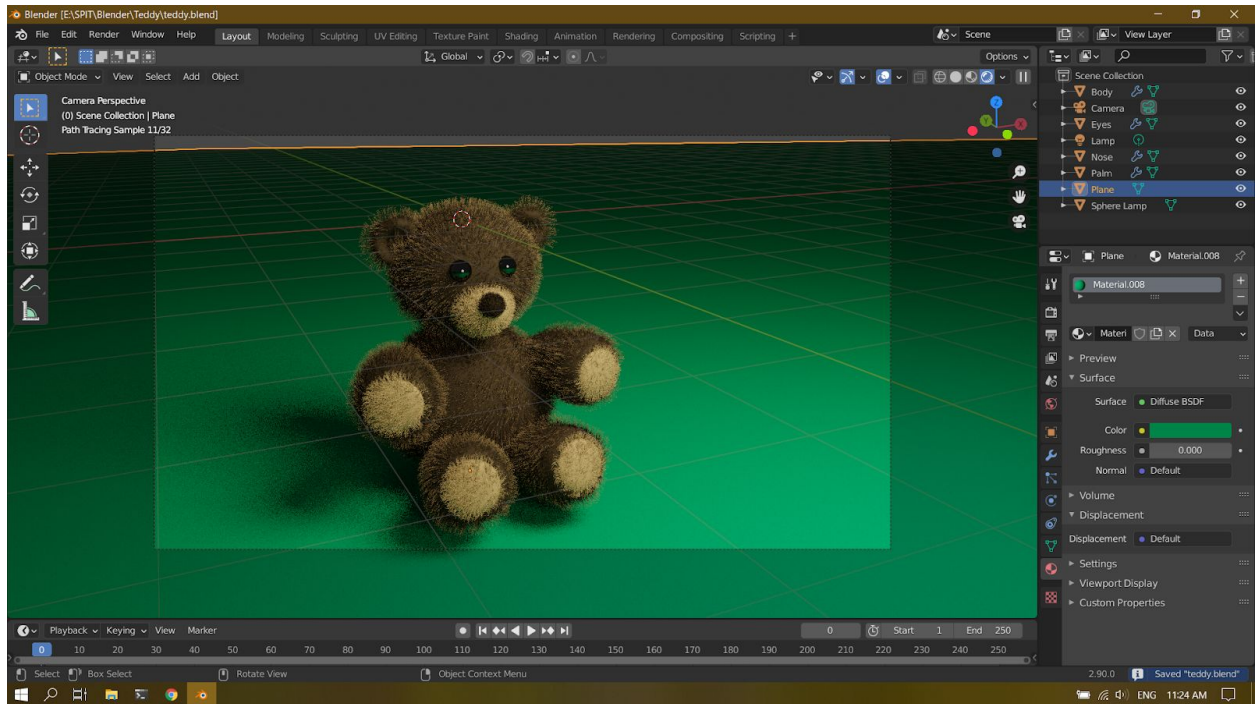 Blender [E:\SPIT\Blender\Teddy\teddy.blend]
File Edit Render Window Help Layout Modeling Sculpting UV Editing Texture Paint Shading Animation Rendering Compositing Scripting + Scene View Layer
Global Options
Object Mode View Select Add Object
Camera Perspective
(0) Scene Collection | Plane
Path Tracing Sample 11/32
Z
Y
X
Scene Collection
Body
Camera
Eyes
Lamp
Nose
Palm
Plane
Sphere Lamp
Plane Material.008
Material.008
Materi Data
Preview
Surface
Surface Diffuse BSDF
Color
Roughness 0.000
Normal Default
Volume
Displacement
Displacement Default
Settings
Viewport Display
Custom Properties
Playback Keying View Marker 0 Start 1 End 250
0 10 20 30 40 50 60 70 80 90 100 110 120 130 140 150 160 170 180 190 200 210 220 230 240 250
Select Box Select Rotate View Object Context Menu 2.90.0 Saved "teddy.blend"
ENG 11:24 AM